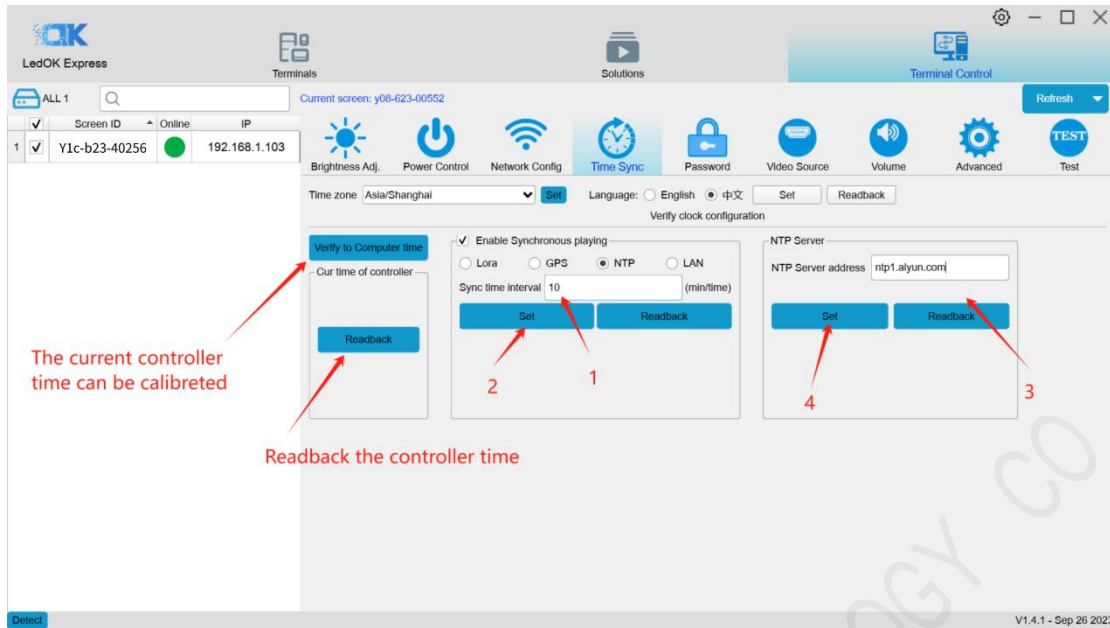 LedOK Express
Terminals
Solutions
Terminal Control
ALL 1
Current screen: y08-623-00552
Refresh
Screen ID Online IP
1 Y1c-b23-40256 192.168.1.103
Brightness Adj. Power Control Network Config Time Sync Password Video Source Volume Advanced TEST Test
Time zone Asia/Shanghai Set Language: English 中文 Set Readback
Verify clock configuration
Verify to Computer time
Cur time of controller
Readback
Enable Synchronous playing
Lora GPS NTP LAN
Sync time interval 10 (min/time)
Set Readback
NTP Server
NTP Server address ntp1.alyun.com
Set Readback
The current controller
time can be calibreted
Readback the controller time
1
2
3
4
OGY CO
Detect
V1.4.1 - Sep 26 202